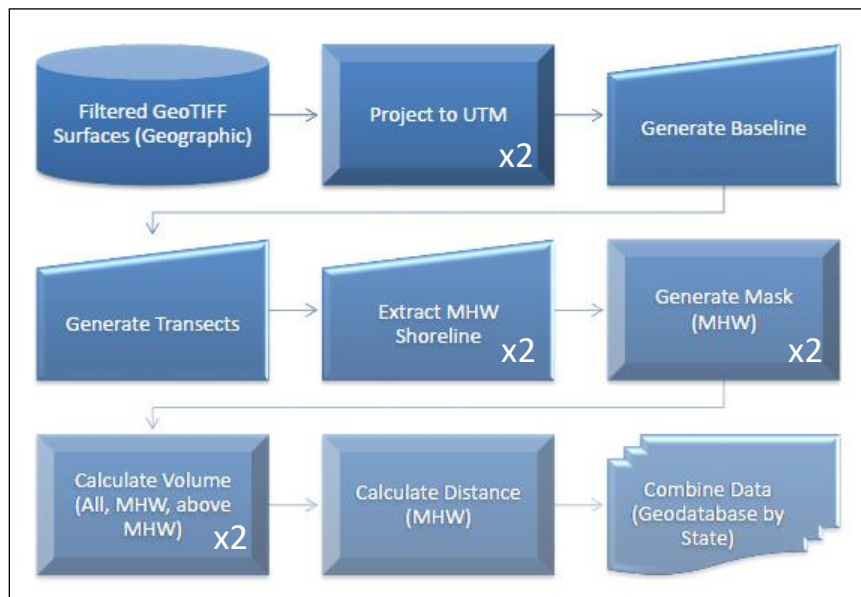 Filtered GeoTIFF
Surfaces (Geographic)
Project to UTM
x2
Generate Baseline
Generate Transects
Extract MHW
Shoreline
x2
Generate Mask
(MHW)
x2
Calculate Volume
(All, MHW, above
MHW)
x2
Calculate Distance
(MHW)
Combine Data
(Geodatabase by
State)